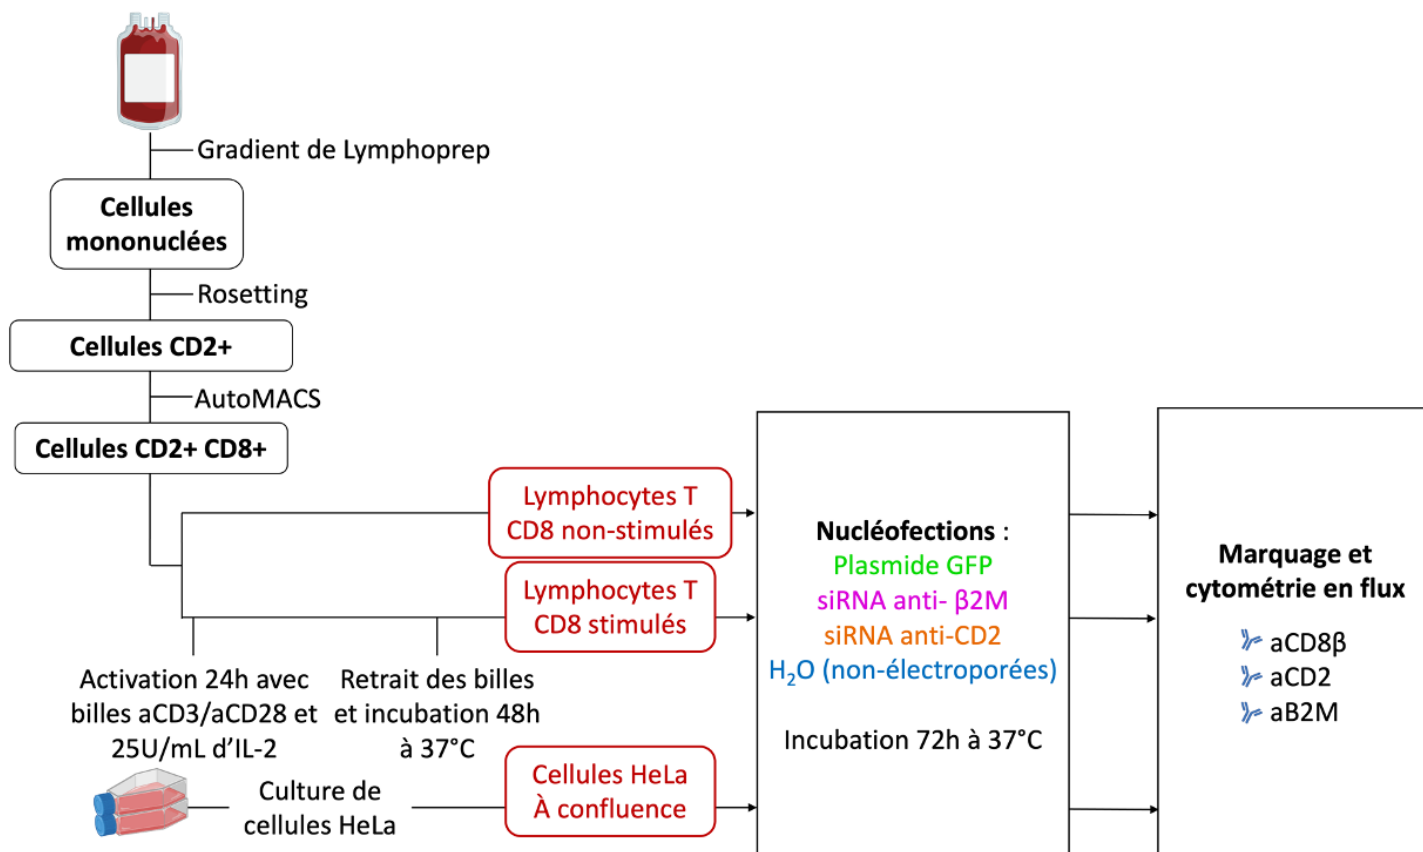 Gradient de Lymphoprep
Cellules
mononuclées
Rosetting
Cellules CD2+
AutoMACS
Cellules CD2+ CD8+
Lymphocytes T
CD8 non-stimulés
Lymphocytes T
CD8 stimulés
Activation 24h avec
billes aCD3/aCD28 et
25U/mL d’IL-2
Retrait des billes
et incubation 48h
à 37°C
Culture de
cellules HeLa
Cellules HeLa
À confluence
Nucléofections :
Plasmide GFP
siRNA anti- β2M
siRNA anti-CD2
H₂O (non-électroporées)
Incubation 72h à 37°C
Marquage et
cytométrie en flux
aCD8β
aCD2
aB2M